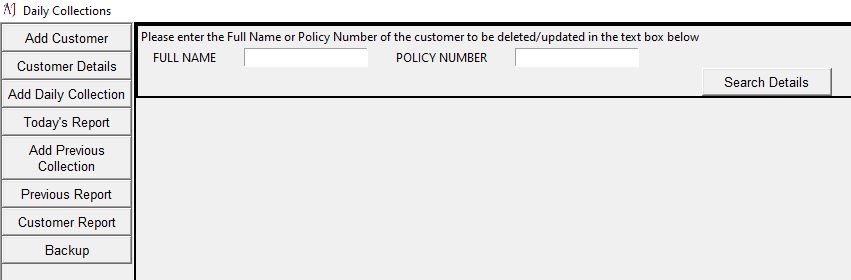 Daily Collections
Add Customer
Customer Details
Add Daily Collection
Today's Report
Add Previous
Collection
Previous Report
Customer Report
Backup
Please enter the Full Name or Policy Number of the customer to be deleted/updated in the text box below
FULL NAME POLICY NUMBER
Search Details